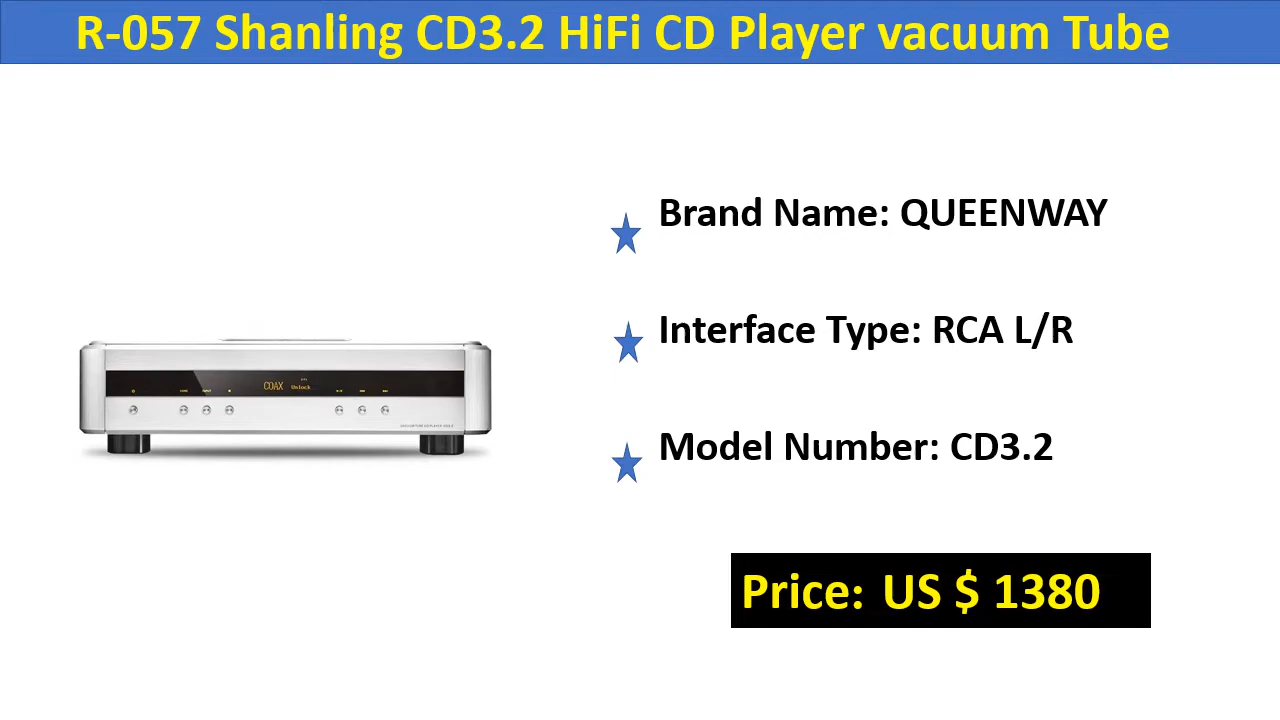 R-057 Shanling CD3.2 HiFi CD Player vacuum Tube
Brand Name: QUEENWAY
Interface Type: RCA L/R
COAX Unlock
Model Number: CD3.2
Price: US $ 1380